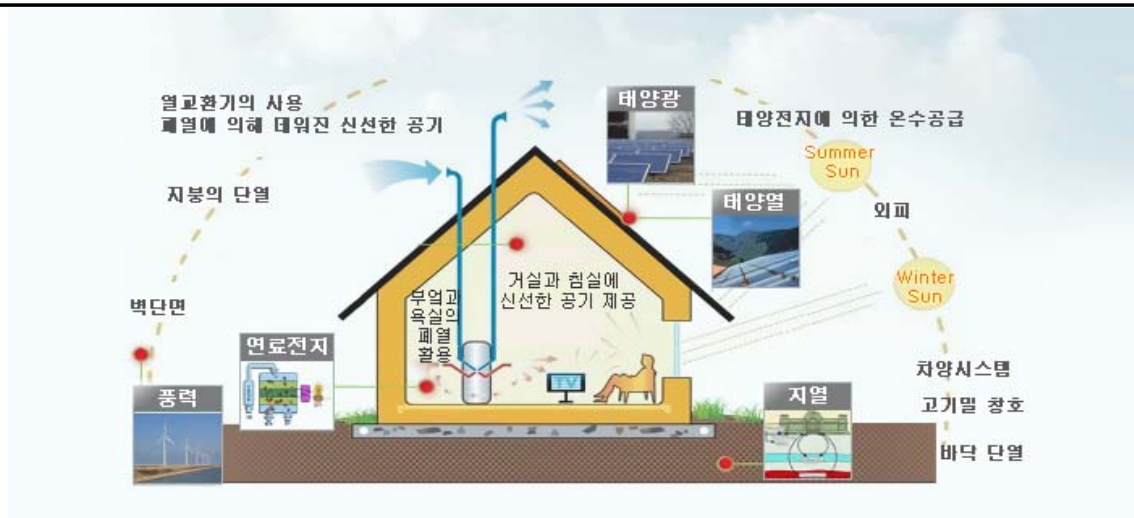 열교환기의 사용
폐열에 의해 데워진 신선한 공기
지붕의 단열
벽단면
풍력
연료전지
부엌과
욕실의
폐열
활용
거실과 침실에
신선한 공기 제공
TV
태양광
태양열
태양전지에 의한 온수공급
Summer
Sun
외피
Winter
Sun
차양시스템
고기밀 창호
바닥 단열
지열